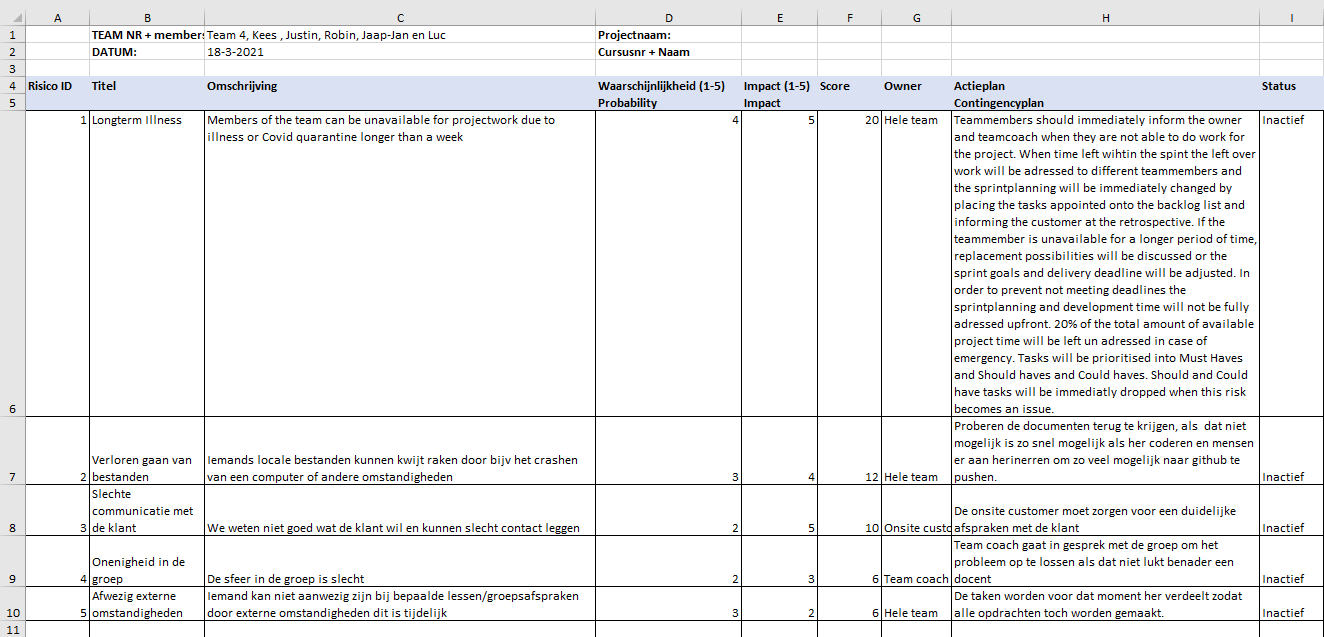 A B C D E F G H I
1 TEAM NR + members Team 4, Kees , Justin, Robin, Jaap-Jan en Luc Projectnaam:
2 DATUM: 18-3-2021 Cursusnr + Naam
3
4 Risico ID Titel Omschrijving Waarschijnlijkheid (1-5) Impact (1-5) Score Owner Actieplan Status
5 Probability Impact Contingencyplan
1 Longterm Illness Members of the team can be unavailable for projectwork due to 4 5 20 Hele team Teammembers should immediately inform the owner Inactief
illness or Covid quarantine longer than a week and teamcoach when they are not able to do work for
the project. When time left wihtin the spint the left over
work will be adressed to different teammembers and
the sprintplanning will be immediately changed by
placing the tasks appointed onto the backlog list and
informing the customer at the retrospective. If the
teammember is unavailable for a longer period of time,
replacement possibilities will be discussed or the
sprint goals and delivery deadline will be adjusted. In
order to prevent not meeting deadlines the
sprintplanning and development time will not be fully
adressed upfront. 20% of the total amount of available
project time will be left un adressed in case of
emergency. Tasks will be prioritised into Must Haves
and Should haves and Could haves. Should and Could
have tasks will be immediatly dropped when this risk
6 becomes an issue.
Proberen de documenten terug te krijgen, als dat niet
mogelijk is zo snel mogelijk als her coderen en mensen
Verloren gaan van Iemands locale bestanden kunnen kwijt raken door bijv het crashen er aan herinerren om zo veel mogelijk naar github te
7 2 bestanden van een computer of andere omstandigheden 3 4 12 Hele team pushen. Inactief
Slechte
communicatie met De onsite customer moet zorgen voor een duidelijke
8 3 de klant We weten niet goed wat de klant wil en kunnen slecht contact leggen 2 5 10 Onsite custo afspraken met de klant Inactief
Team coach gaat in gesprek met de groep om het
Onenigheid in de probleem op te lossen als dat niet lukt benader een
9 4 groep De sfeer in de groep is slecht 2 3 6 Team coach docent Inactief
Afwezig externe Iemand kan niet aanwezig zijn bij bepaalde lessen/groepsafspraken De taken worden voor dat moment her verdeelt zodat
10 5 omstandigheden door externe omstandigheden dit is tijdelijk 3 2 6 Hele team alle opdrachten toch worden gemaakt. Inactief
11